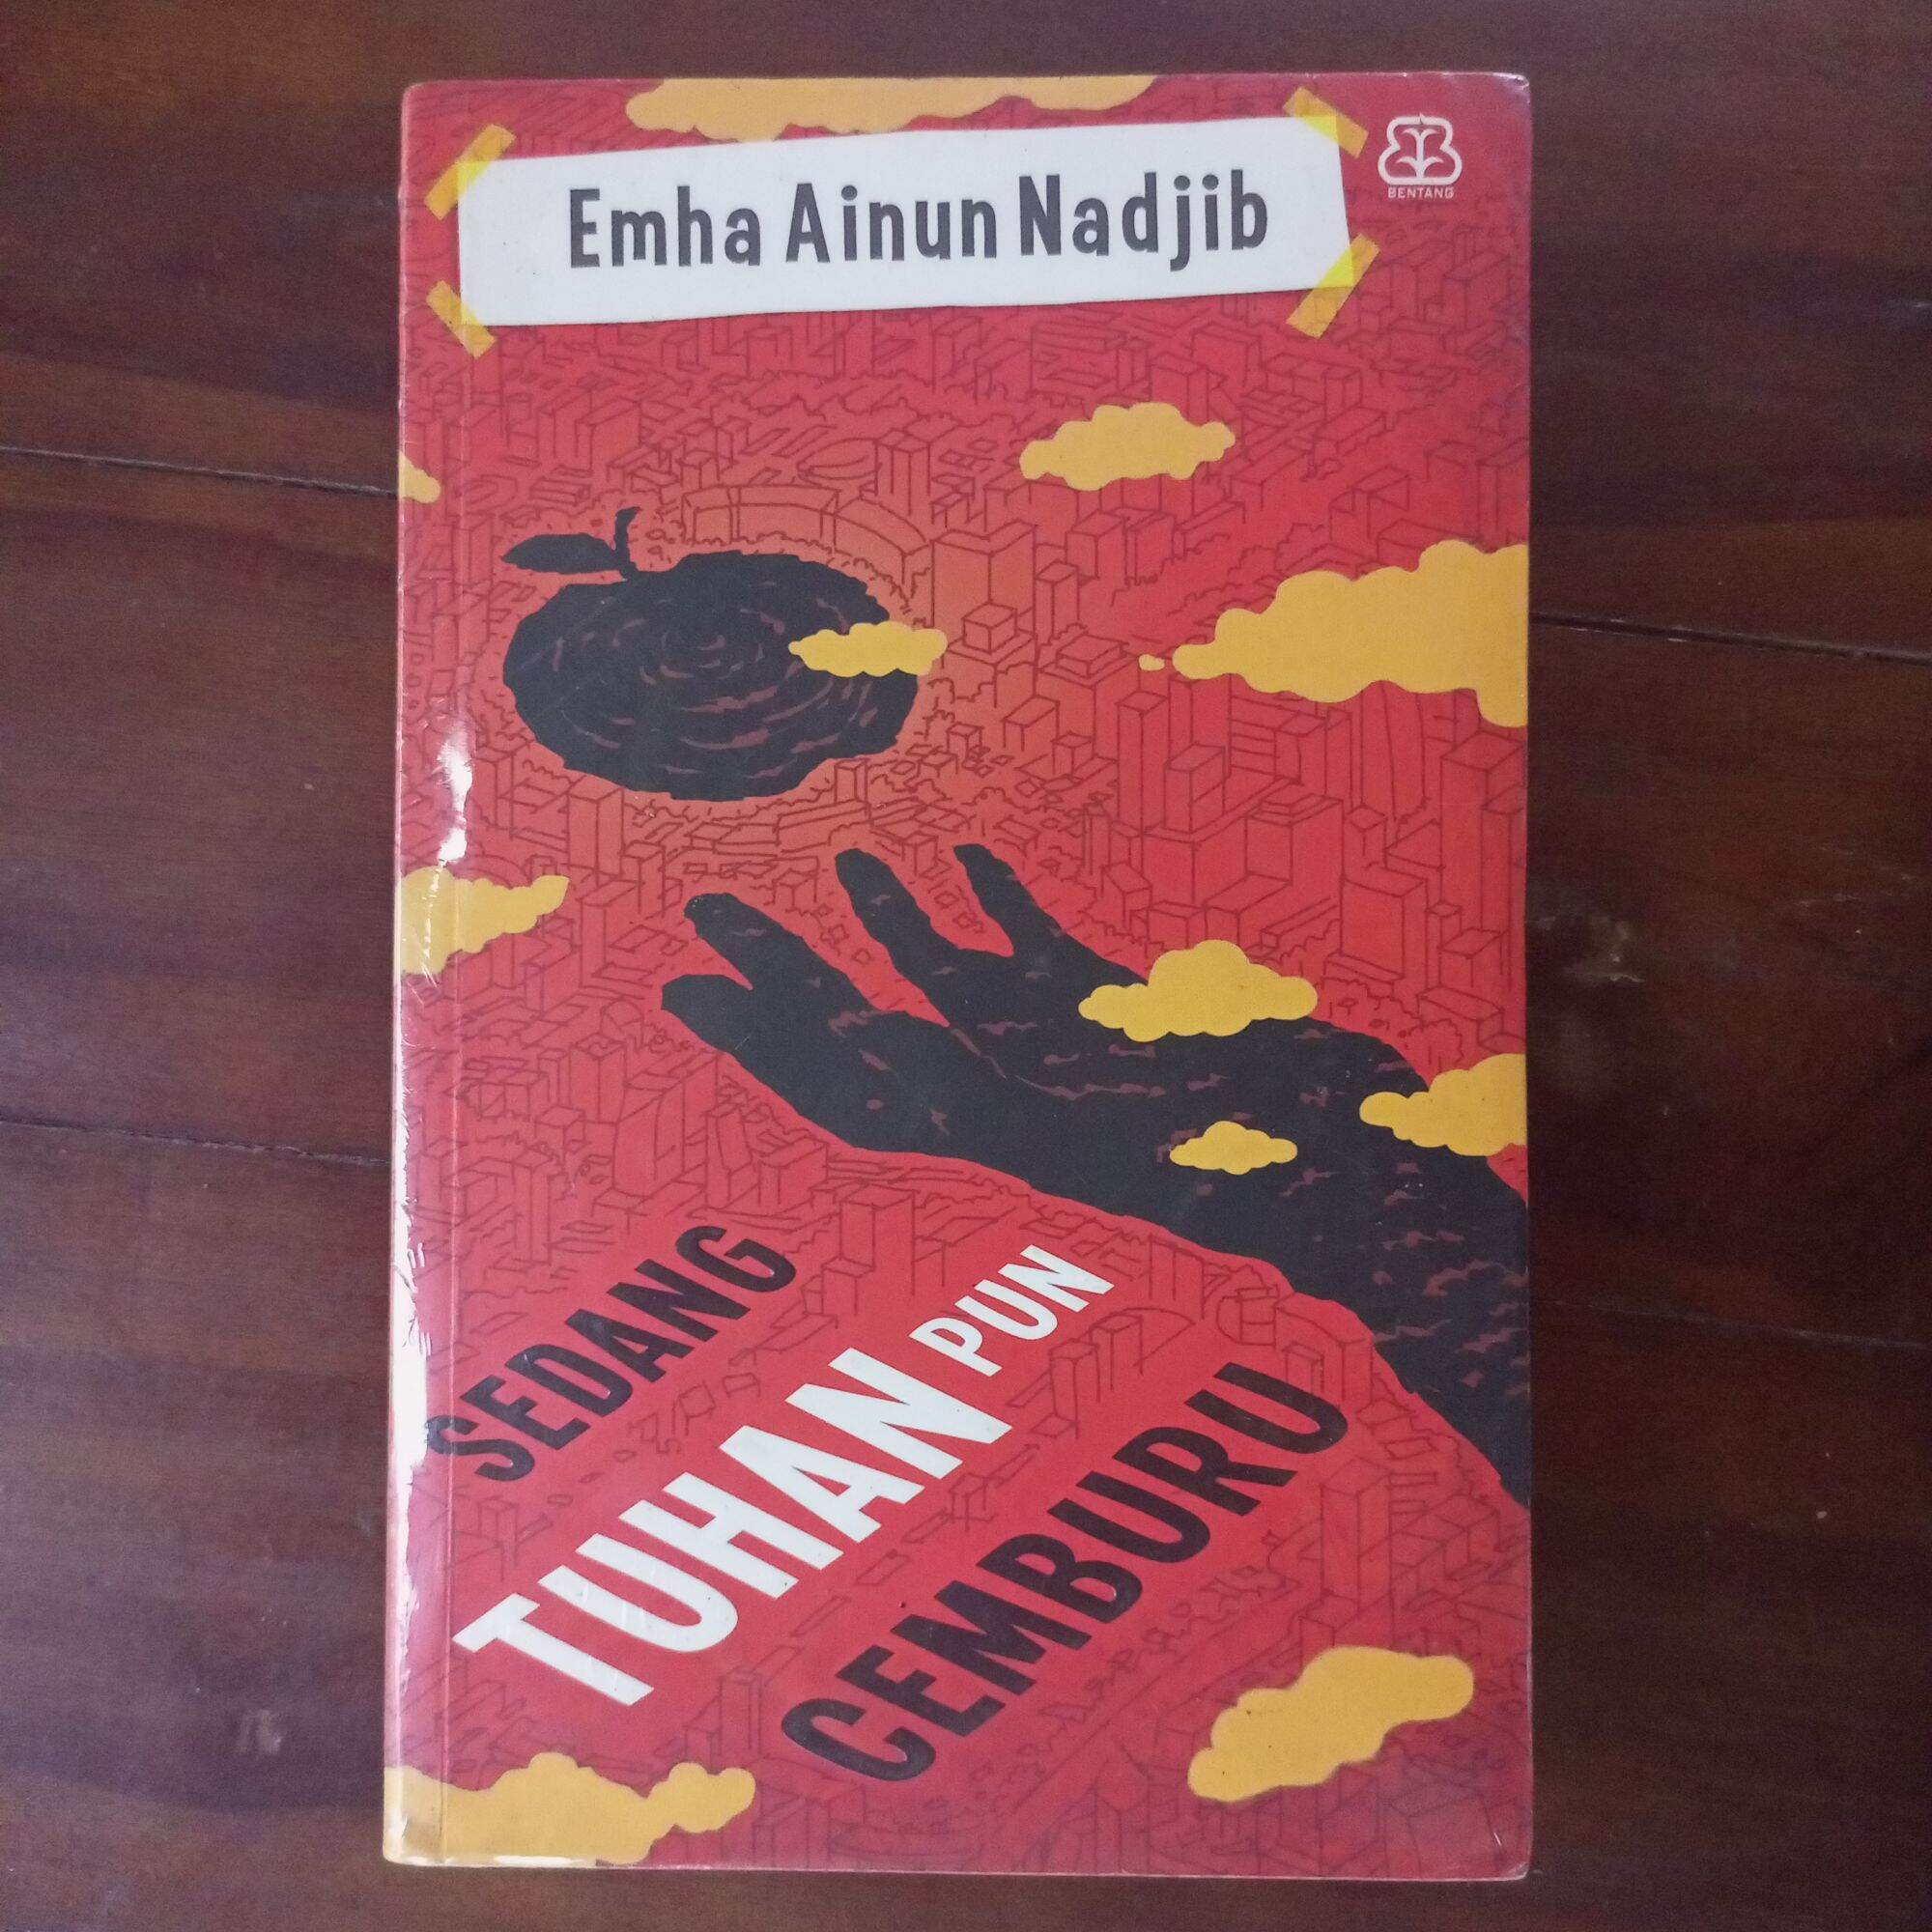 Emha Ainun Nadjib
BENTANG
SEDANG
TUHAN PUN
CEMBURU